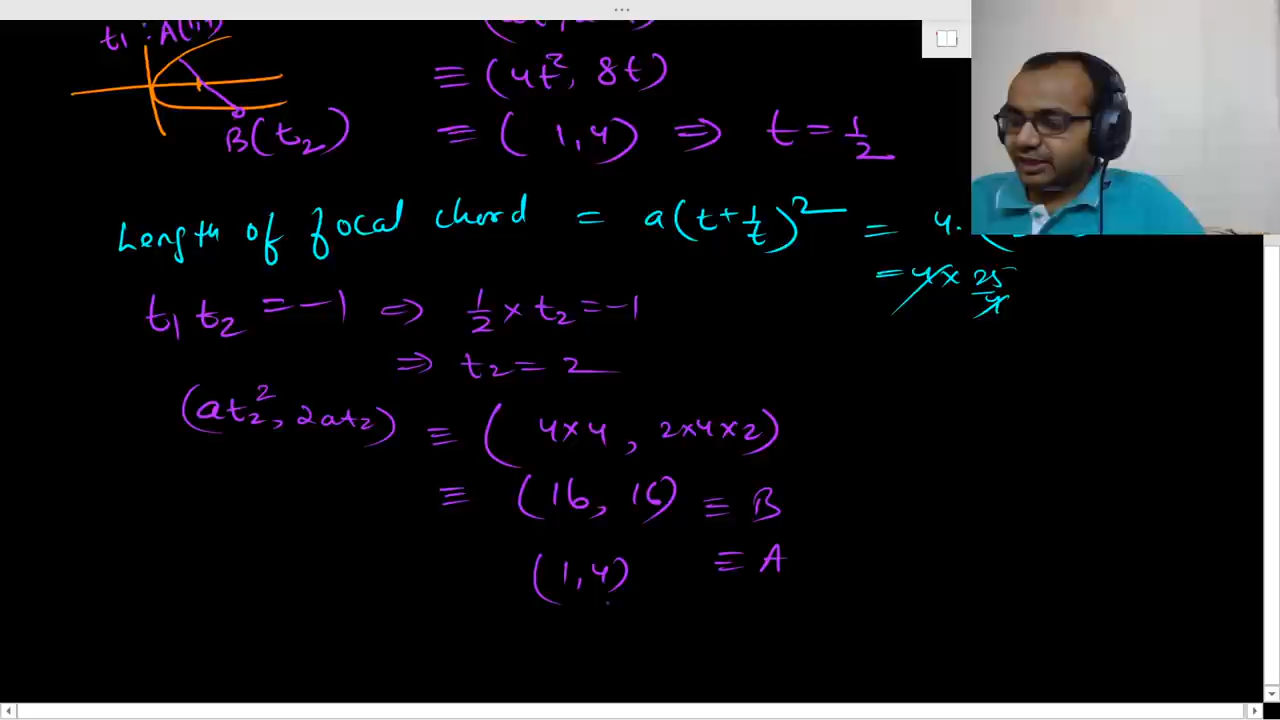 t₁ : A(1,4)
≡ (4t², 8t)
B(t₂)
≡ (1,4) ⇒ t = 1/2
Length of focal chord = a(t+1/t)² = 4.
= 4 × 25/4
t₁ t₂ = -1 ⇒ 1/2 × t₂ = -1
⇒ t₂ = 2
(at₂², 2at₂) ≡ ( 4×4, 2×4×2)
≡ (16, 16) ≡ B
(1,4) ≡ A